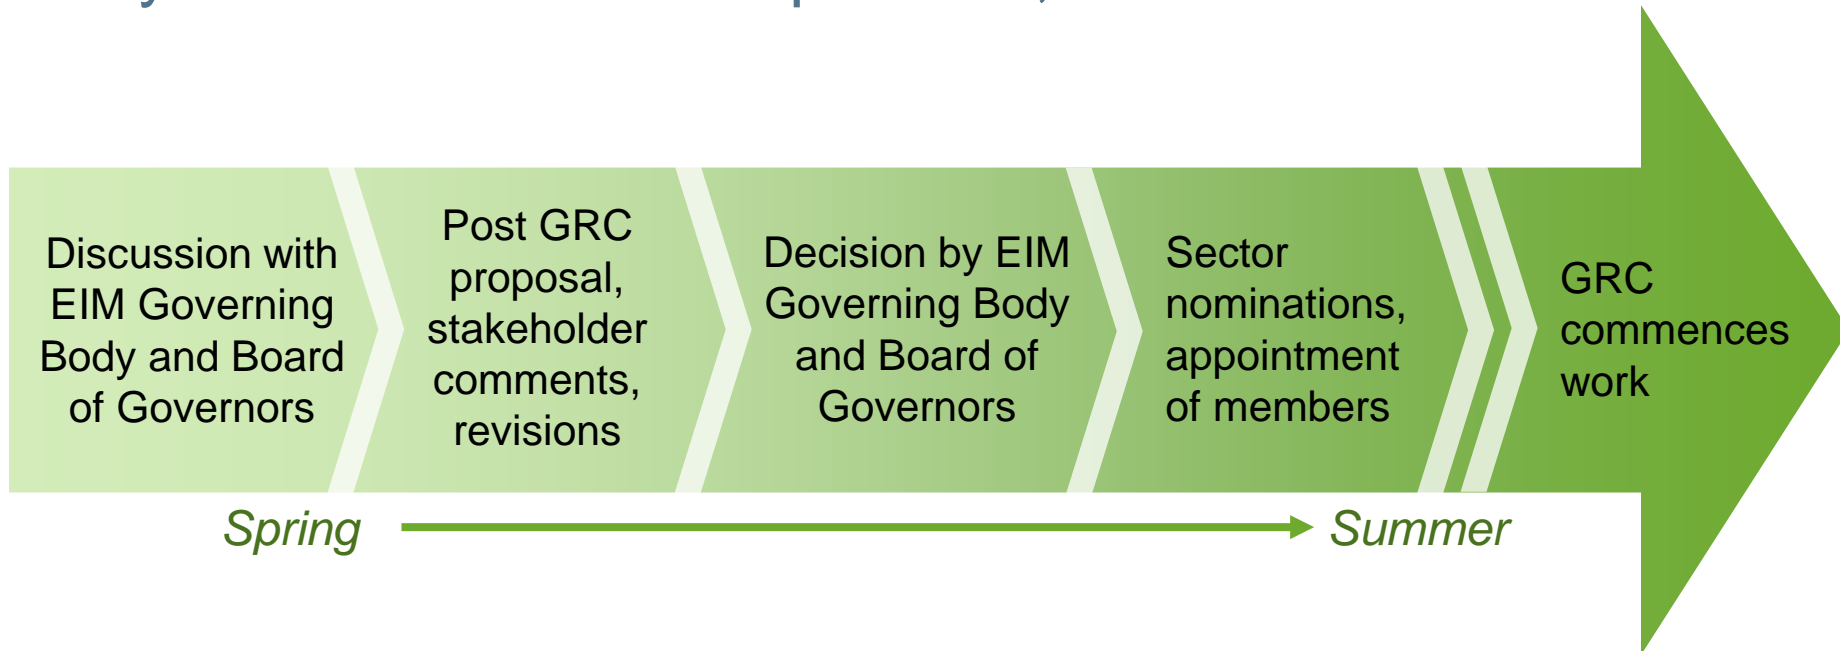 Discussion with
EIM Governing
Body and Board
of Governors
Post GRC
proposal,
stakeholder
comments,
revisions
Decision by EIM
Governing Body
and Board of
Governors
Sector
nominations,
appointment
of members
GRC
commences
work
Spring
Summer